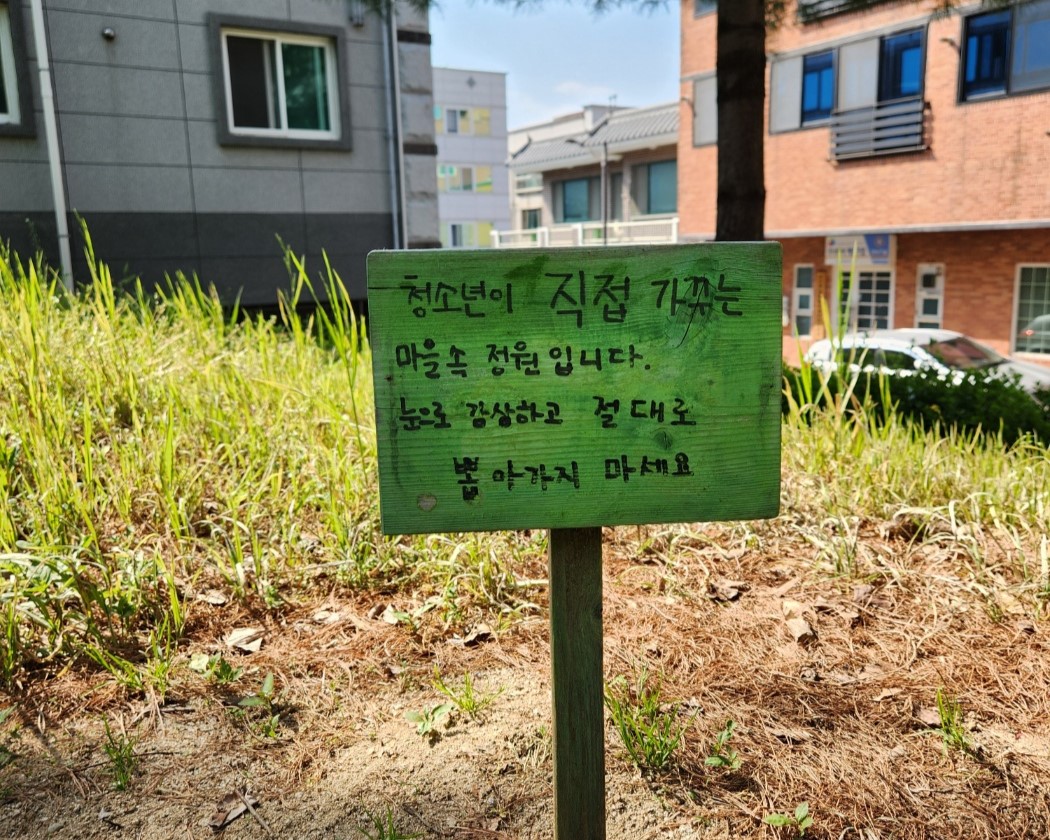 청소년이 직접 가꾸는
마을 속 정원입니다.
눈으로 감상하고 절대로
뽑아가지 마세요